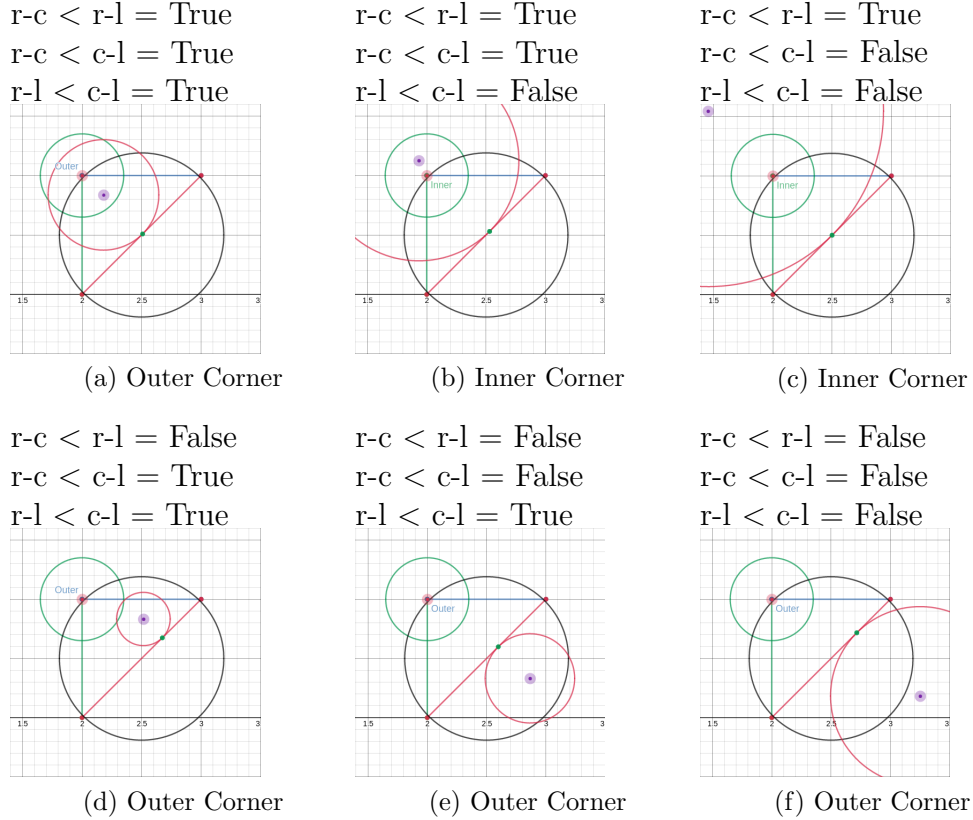 r-c < r-l = True
r-c < c-l = True
r-l < c-l = True
Outer
1.5 2 2.5 3 3
(a) Outer Corner
r-c < r-l = True
r-c < c-l = True
r-l < c-l = False
Inner
1.5 2 2.5 3 3
(b) Inner Corner
r-c < r-l = True
r-c < c-l = False
r-l < c-l = False
Inner
1.5 2 2.5 3 3
(c) Inner Corner
r-c < r-l = False
r-c < c-l = True
r-l < c-l = True
Outer
1.5 2 2.5 3 3
(d) Outer Corner
r-c < r-l = False
r-c < c-l = False
r-l < c-l = True
Outer
1.5 2 2.5 3 3
(e) Outer Corner
r-c < r-l = False
r-c < c-l = False
r-l < c-l = False
Outer
1.5 2 2.5 3 3
(f) Outer Corner